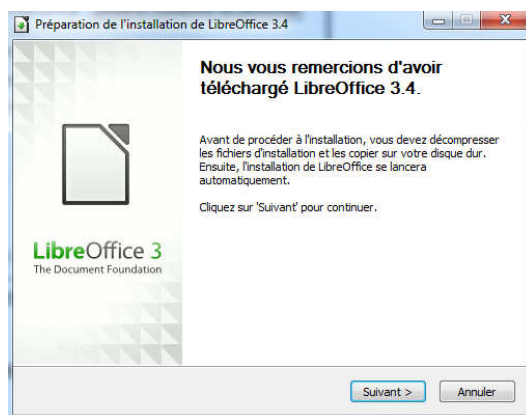 Préparation de l'installation de LibreOffice 3.4
Nous vous remercions d'avoir
téléchargé LibreOffice 3.4.
Avant de procéder à l'installation, vous devez décompresser
les fichiers d'installation et les copier sur votre disque dur.
Ensuite, l'installation de LibreOffice se lancera
automatiquement.
Cliquez sur 'Suivant' pour continuer.
LibreOffice 3
The Document Foundation
Suivant >
Annuler